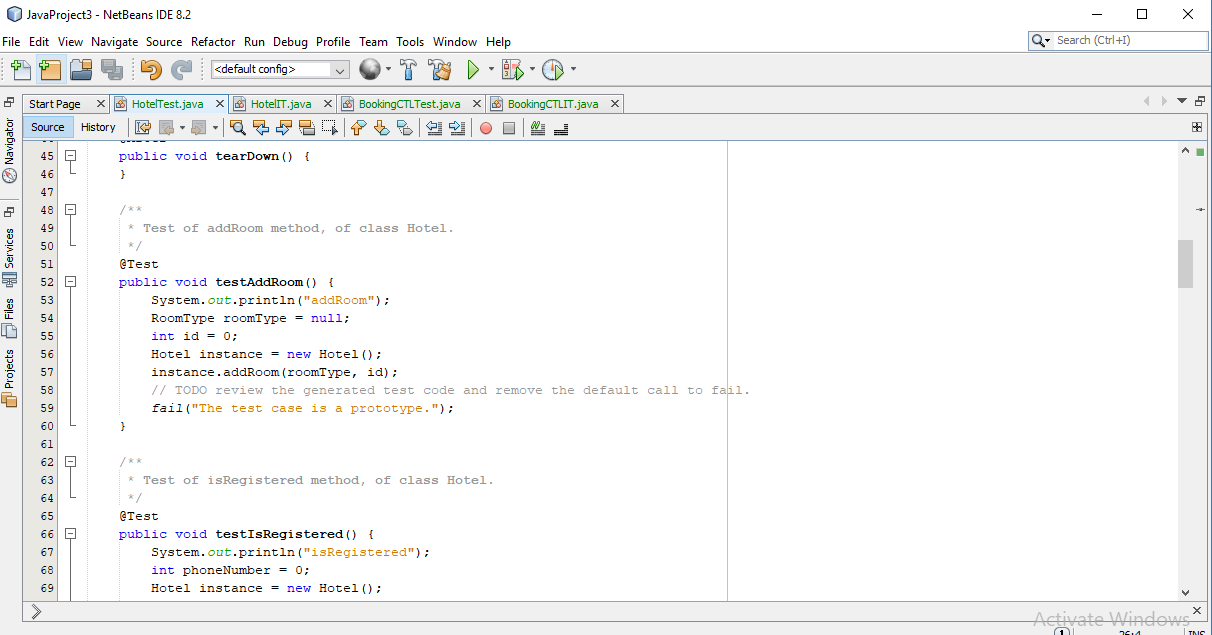 JavaProject3 - NetBeans IDE 8.2
File Edit View Navigate Source Refactor Run Debug Profile Team Tools Window Help
Search (Ctrl+I)
<default config>
Start Page HotelTest.java HotelIT.java BookingCTLTest.java BookingCTLIT.java
Source History
Navigator
Services
Files
Projects
45 public void tearDown() {
46 }
47
48 /**
49 * Test of addRoom method, of class Hotel.
50 */
51 @Test
52 public void testAddRoom() {
53 System.out.println("addRoom");
54 RoomType roomType = null;
55 int id = 0;
56 Hotel instance = new Hotel();
57 instance.addRoom(roomType, id);
58 // TODO review the generated test code and remove the default call to fail.
59 fail("The test case is a prototype.");
60 }
61
62 /**
63 * Test of isRegistered method, of class Hotel.
64 */
65 @Test
66 public void testIsRegistered() {
67 System.out.println("isRegistered");
68 int phoneNumber = 0;
69 Hotel instance = new Hotel();
Activate Windows
1 INS